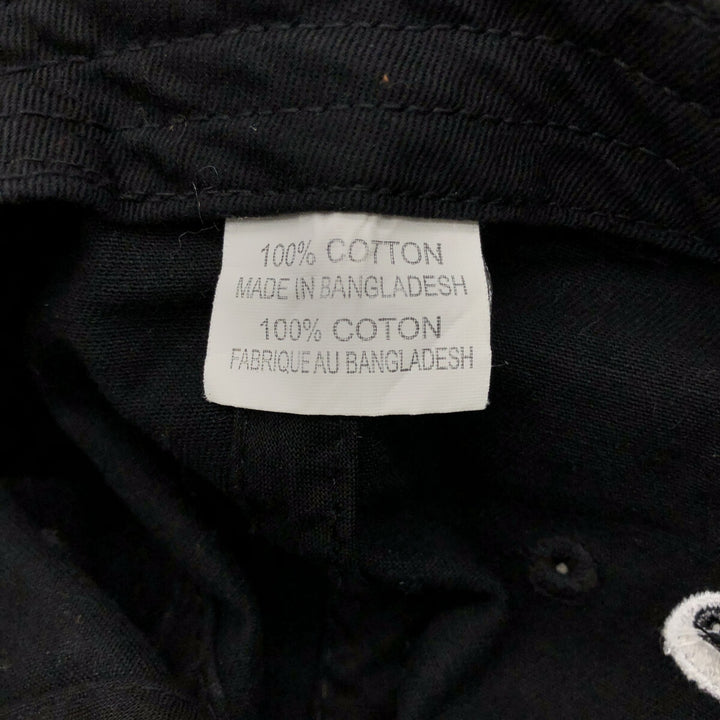 100% COTTON
MADE IN BANGLADESH
100% COTON
FABRIQUE AU BANGLADESH